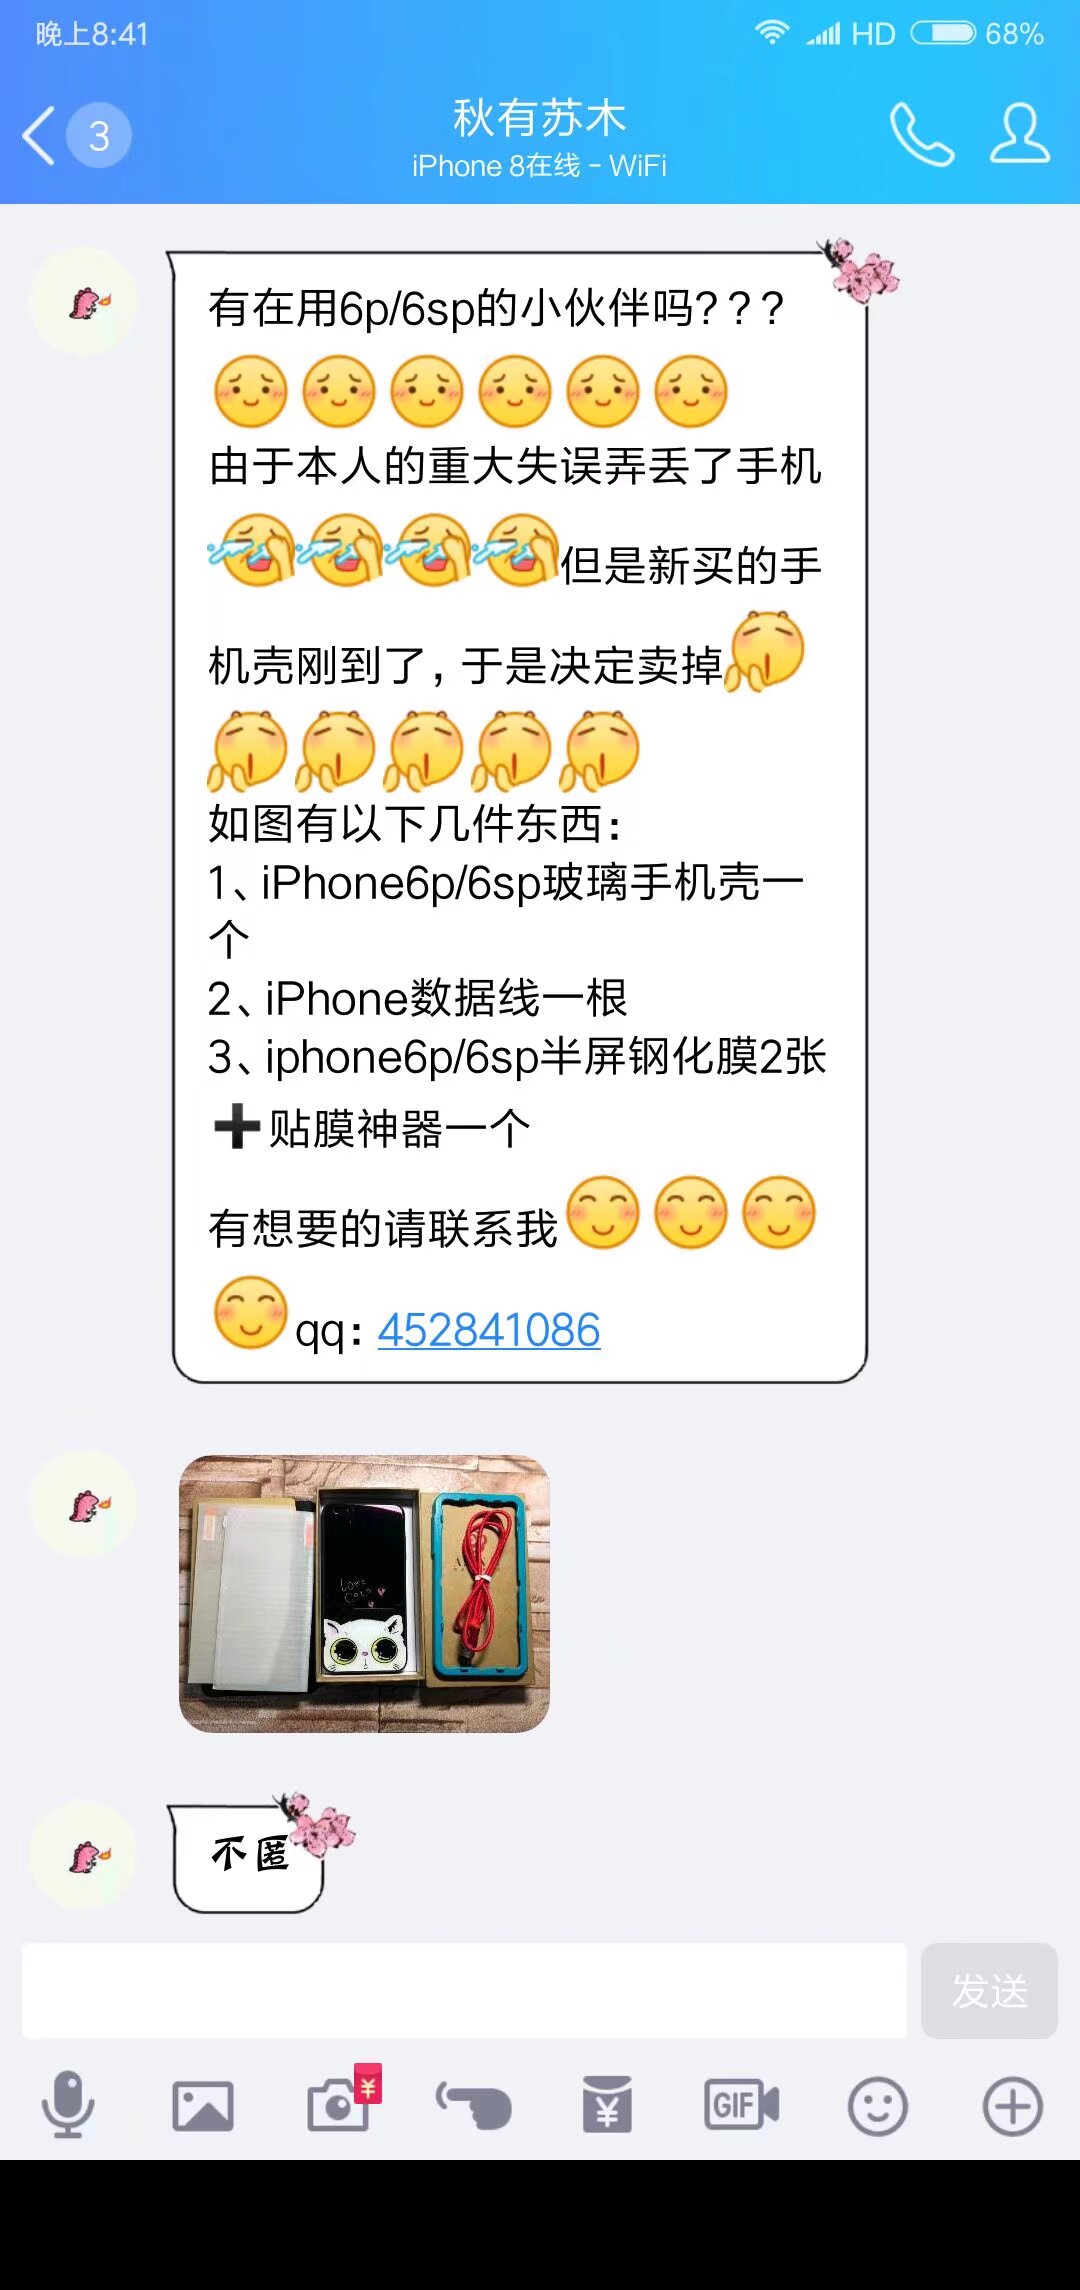 晚上8:41
HD
68%
3
秋有苏木
iPhone 8在线 - WiFi
有在用6p/6sp的小伙伴吗？？？
由于本人的重大失误弄丢了手机
但是新买的手
机壳刚到了，于是决定卖掉
如图有以下几件东西：
1、iPhone6p/6sp玻璃手机壳一
个
2、iPhone数据线一根
3、iphone6p/6sp半屏钢化膜2张
➕贴膜神器一个
有想要的请联系我
qq：452841086
Love
Cats
不匿
发送
¥
¥
GIF